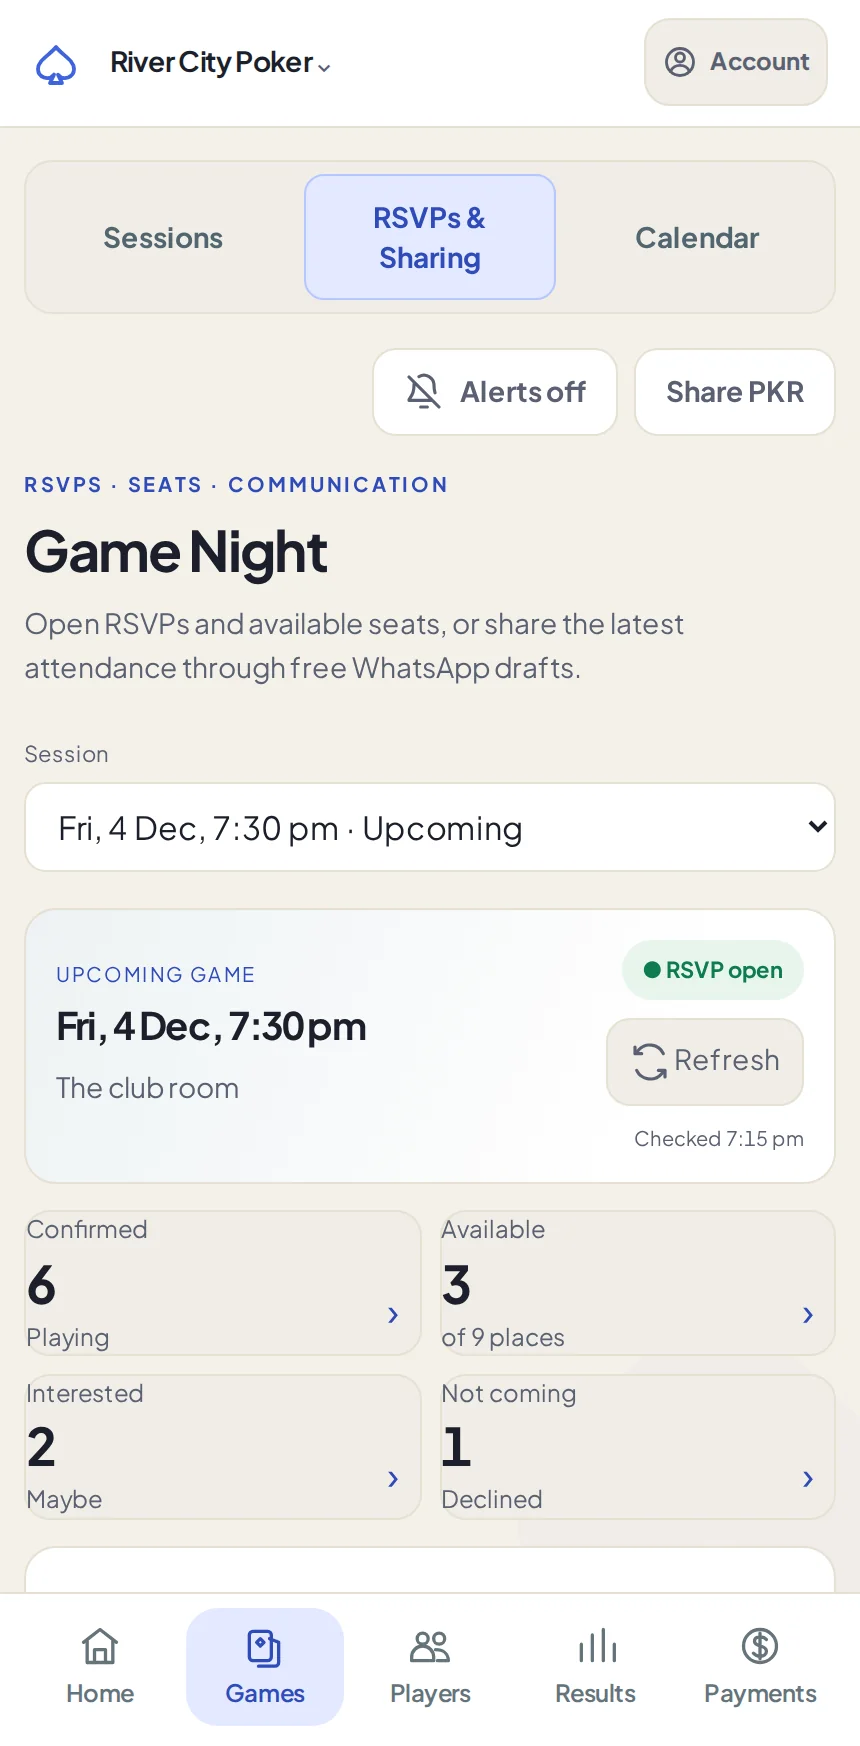 River City Poker
Account
Sessions
RSVPs &
Sharing
Calendar
Alerts off
Share PKR
RSVPS · SEATS · COMMUNICATION
Game Night
Open RSVPs and available seats, or share the latest
attendance through free WhatsApp drafts.
Session
Fri, 4 Dec, 7:30 pm · Upcoming
UPCOMING GAME
Fri, 4 Dec, 7:30 pm
The club room
RSVP open
Refresh
Checked 7:15 pm
Confirmed
6
Playing
Available
3
of 9 places
Interested
2
Maybe
Not coming
1
Declined
Home
Games
Players
Results
Payments